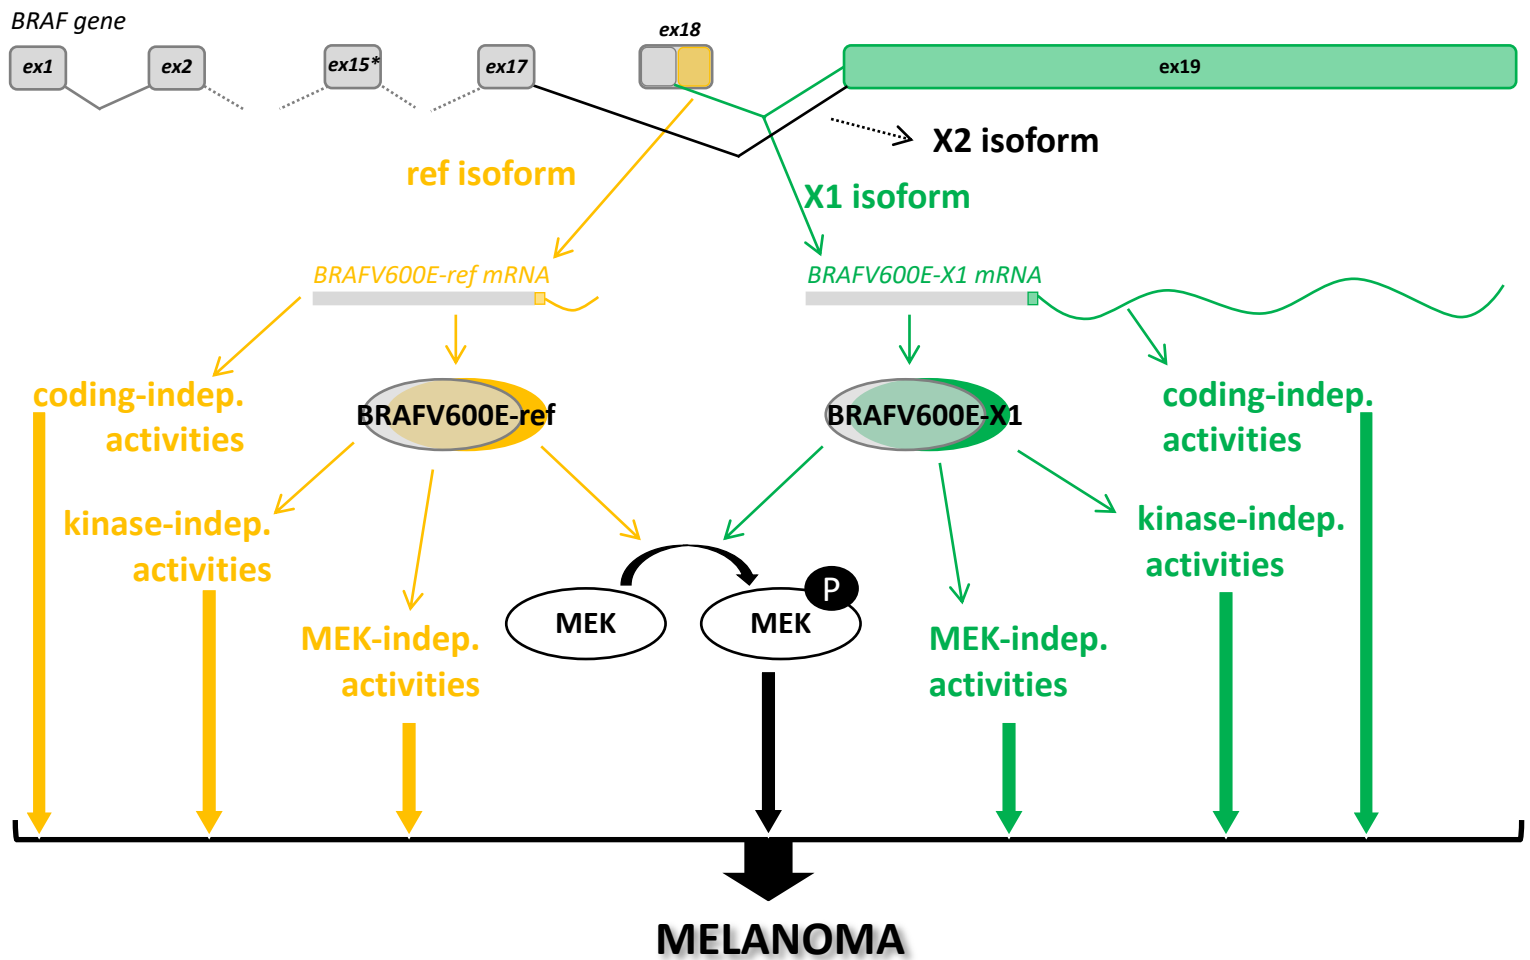 BRAF gene
ex1
ex2
ex15*
ex17
ex18
ex19
X2 isoform
ref isoform
X1 isoform
BRAFV600E-ref mRNA
BRAFV600E-X1 mRNA
coding-indep.
activities
BRAFV600E-ref
BRAFV600E-X1
coding-indep.
activities
kinase-indep.
activities
kinase-indep.
activities
MEK
MEK
P
MEK-indep.
activities
MEK-indep.
activities
MELANOMA